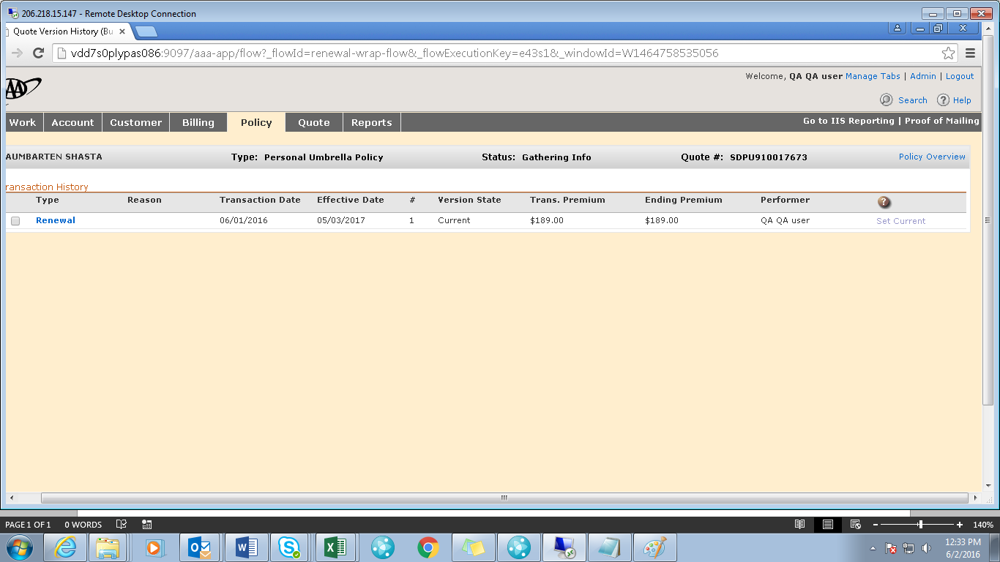 206.218.15.147 - Remote Desktop Connection
Quote Version History (Bu
vdd7s0plypas086:9097/aaa-app/flow?_flowId=renewal-wrap-flow&_flowExecutionKey=e43s1&_windowId=W1464758535056
Welcome, QA QA user Manage Tabs | Admin | Logout
Search Help
Work Account Customer Billing Policy Quote Reports Go to IIS Reporting | Proof of Mailing
AUMBARTEN SHASTA Type: Personal Umbrella Policy Status: Gathering Info Quote #: SDPU910017673 Policy Overview
ransaction History
Type Reason Transaction Date Effective Date # Version State Trans. Premium Ending Premium Performer ?
Renewal 06/01/2016 05/03/2017 1 Current $189.00 $189.00 QA QA user Set Current
PAGE 1 OF 1 0 WORDS 140%
12:33 PM
6/2/2016